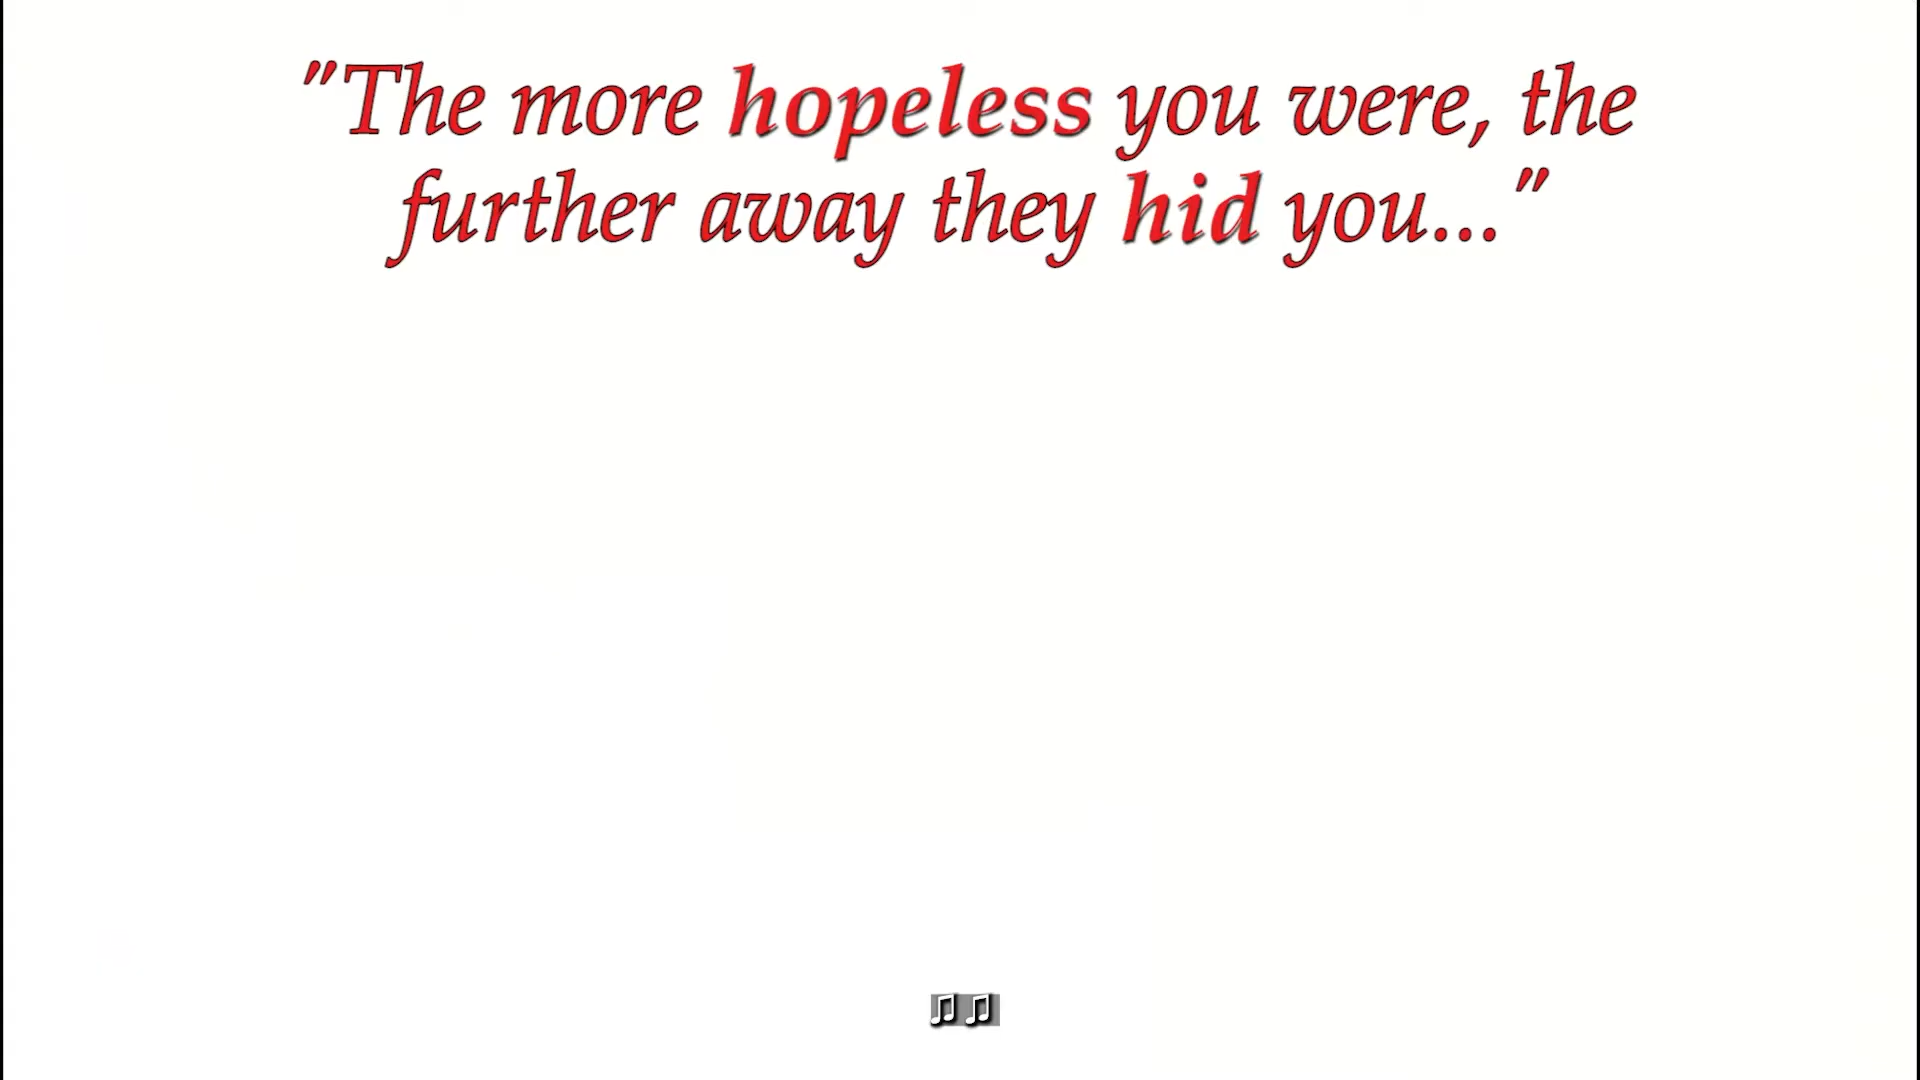 "The more hopeless you were, the
further away they hid you..."
♫ ♫